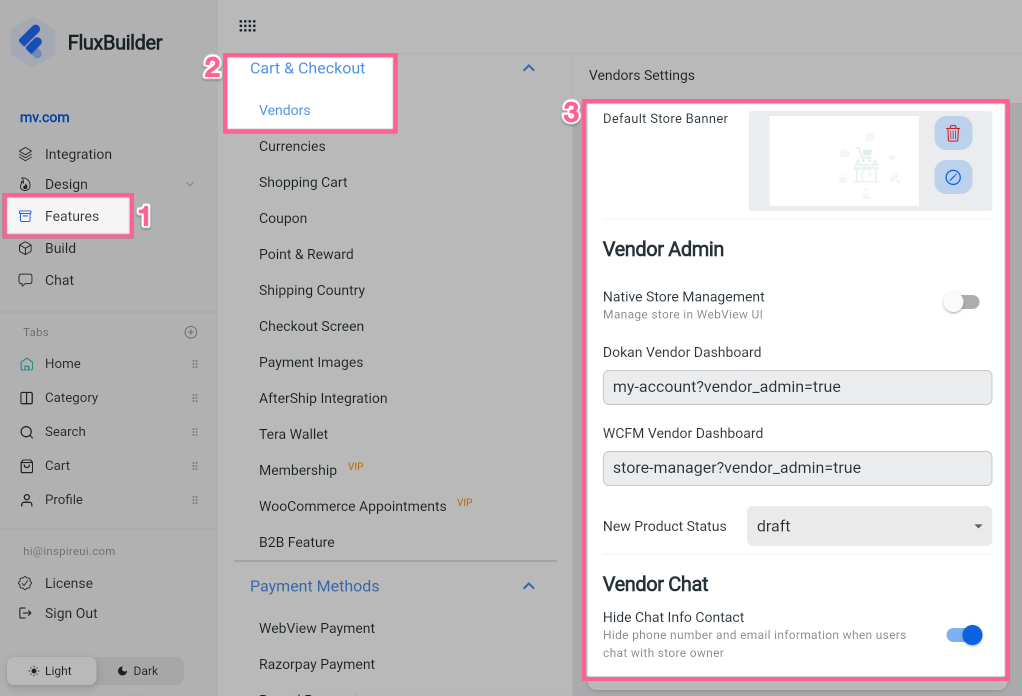 FluxBuilder
mv.com
Integration
Design
Features
1
Build
Chat
Tabs
Home
Category
Search
Cart
Profile
hi@inspireui.com
License
Sign Out
Light
Dark
2
Cart & Checkout
Vendors
Currencies
Shopping Cart
Coupon
Point & Reward
Shipping Country
Checkout Screen
Payment Images
AfterShip Integration
Tera Wallet
Membership VIP
WooCommerce Appointments VIP
B2B Feature
Payment Methods
WebView Payment
Razorpay Payment
Vendors Settings
3
Default Store Banner
Vendor Admin
Native Store Management
Manage store in WebView UI
Dokan Vendor Dashboard
my-account?vendor_admin=true
WCFM Vendor Dashboard
store-manager?vendor_admin=true
New Product Status
draft
Vendor Chat
Hide Chat Info Contact
Hide phone number and email information when users
chat with store owner